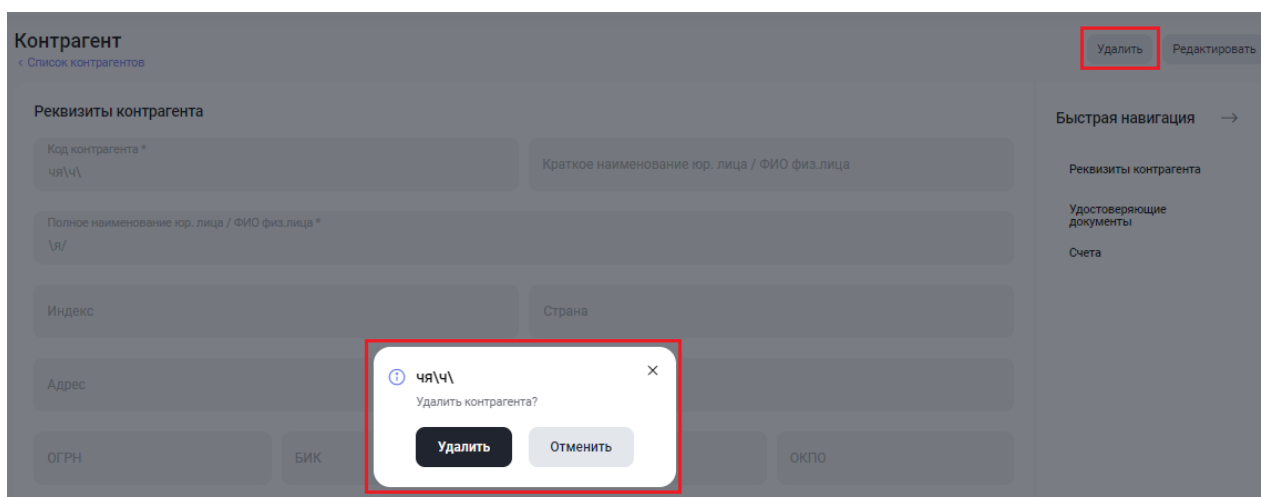 Контрагент
‹ Список контрагентов
Удалить
Редактировать
Реквизиты контрагента
Код контрагента *
чя\ч\
Краткое наименование юр. лица / ФИО физ.лица
Полное наименование юр. лица / ФИО физ.лица *
\я/
Индекс
Страна
Адрес
ОГРН
БИК
ОКПО
Быстрая навигация →
Реквизиты контрагента
Удостоверяющие
документы
Счета
чя\ч\
Удалить контрагента?
Удалить
Отменить